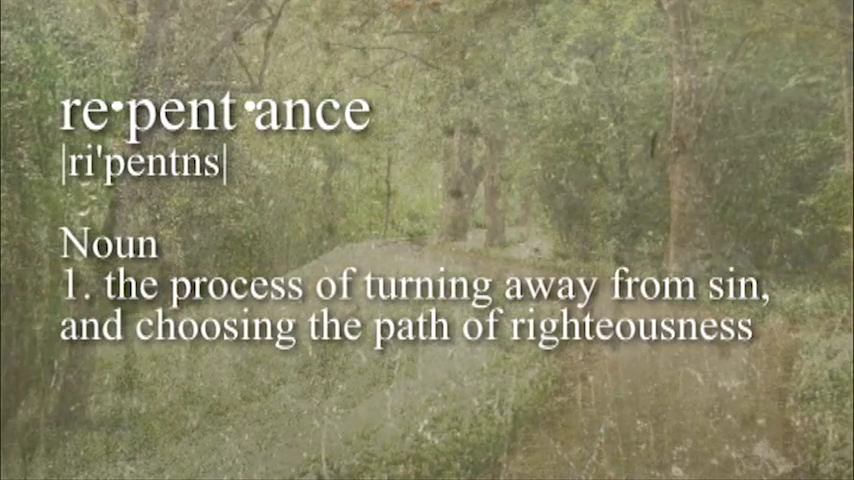 re•pent•ance
|ri'pentns|
Noun
1. the process of turning away from sin,
and choosing the path of righteousness